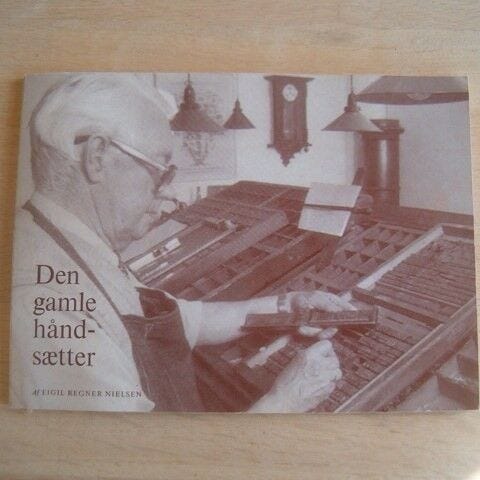 Den
gamle
hånd-
sætter
Af EIGIL REGNER NIELSEN